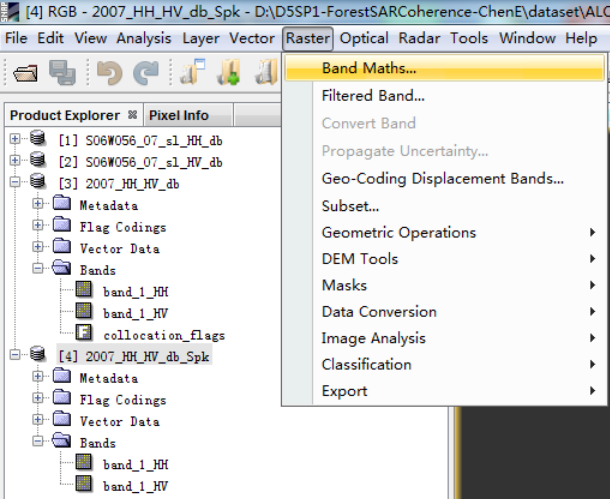 [4] RGB - 2007_HH_HV_db_Spk - D:\D5SP1-ForestSARCoherence-ChenE\dataset\ALO
File Edit View Analysis Layer Vector Raster Optical Radar Tools Window Help
Product Explorer Pixel Info
[1] S06W056_07_sl_HH_db
[2] S06W056_07_sl_HV_db
[3] 2007_HH_HV_db
Metadata
Flag Codings
Vector Data
Bands
band_1_HH
band_1_HV
collocation_flags
[4] 2007_HH_HV_db_Spk
Metadata
Flag Codings
Vector Data
Bands
band_1_HH
band_1_HV
Band Maths...
Filtered Band...
Convert Band
Propagate Uncertainty...
Geo-Coding Displacement Bands...
Subset...
Geometric Operations
DEM Tools
Masks
Data Conversion
Image Analysis
Classification
Export